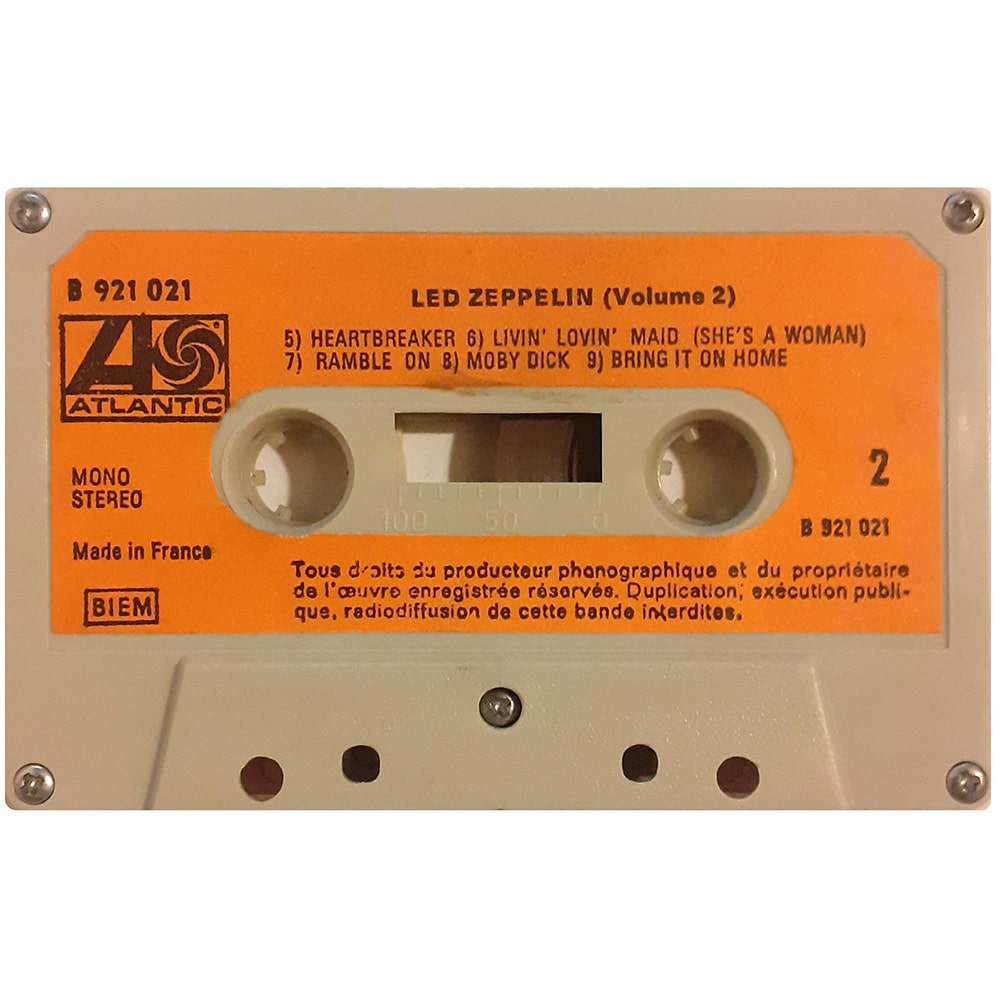 B 921 021
LED ZEPPELIN (Volume 2)
5) HEARTBREAKER 6) LIVIN' LOVIN' MAID (SHE'S A WOMAN)
7) RAMBLE ON 8) MOBY DICK 9) BRING IT ON HOME
ATLANTIC
MONO
STEREO
2
100 50 0
B 921 021
Made in France
BIEM
Tous droits du producteur phonographique et du propriétaire
de l'œuvre enregistrée réservés. Duplication, exécution publi-
que, radiodiffusion de cette bande interdites.